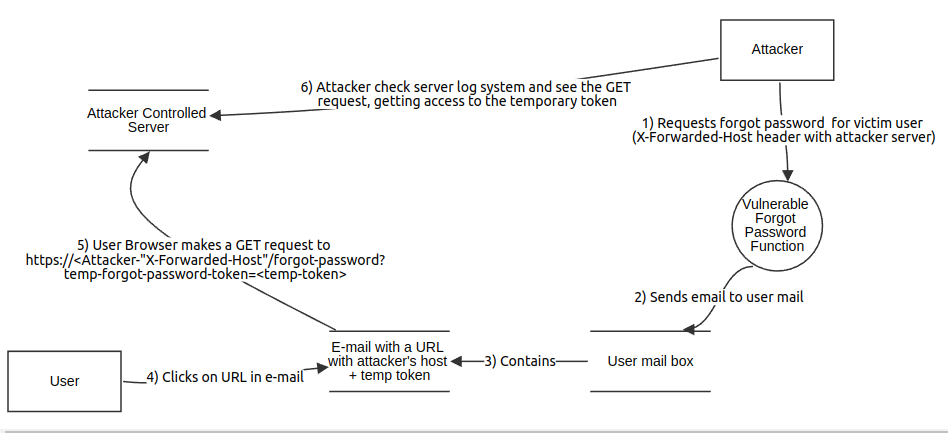 Attacker
6) Attacker check server log system and see the GET
request, getting access to the temporary token
Attacker Controlled
Server
1) Requests forgot password for victim user
(X-Forwarded-Host header with attacker server)
Vulnerable
Forgot
Password
Function
5) User Browser makes a GET request to
https://<Attacker-"X-Forwarded-Host"/forgot-password?
temp-forgot-password-token=<temp-token>
2) Sends email to user mail
E-mail with a URL
with attacker's host
+ temp token
3) Contains
User mail box
User
4) Clicks on URL in e-mail